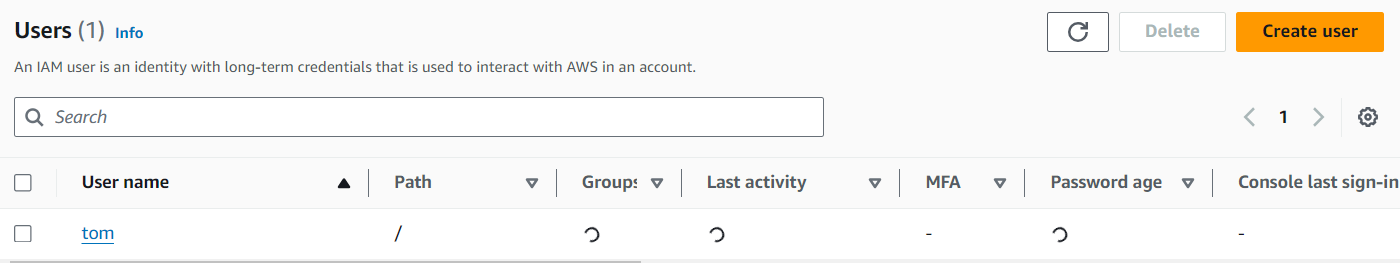 Users (1) Info
Delete
Create user
An IAM user is an identity with long-term credentials that is used to interact with AWS in an account.
Search
1
User name Path Groups Last activity MFA Password age Console last sign-in
tom / - -